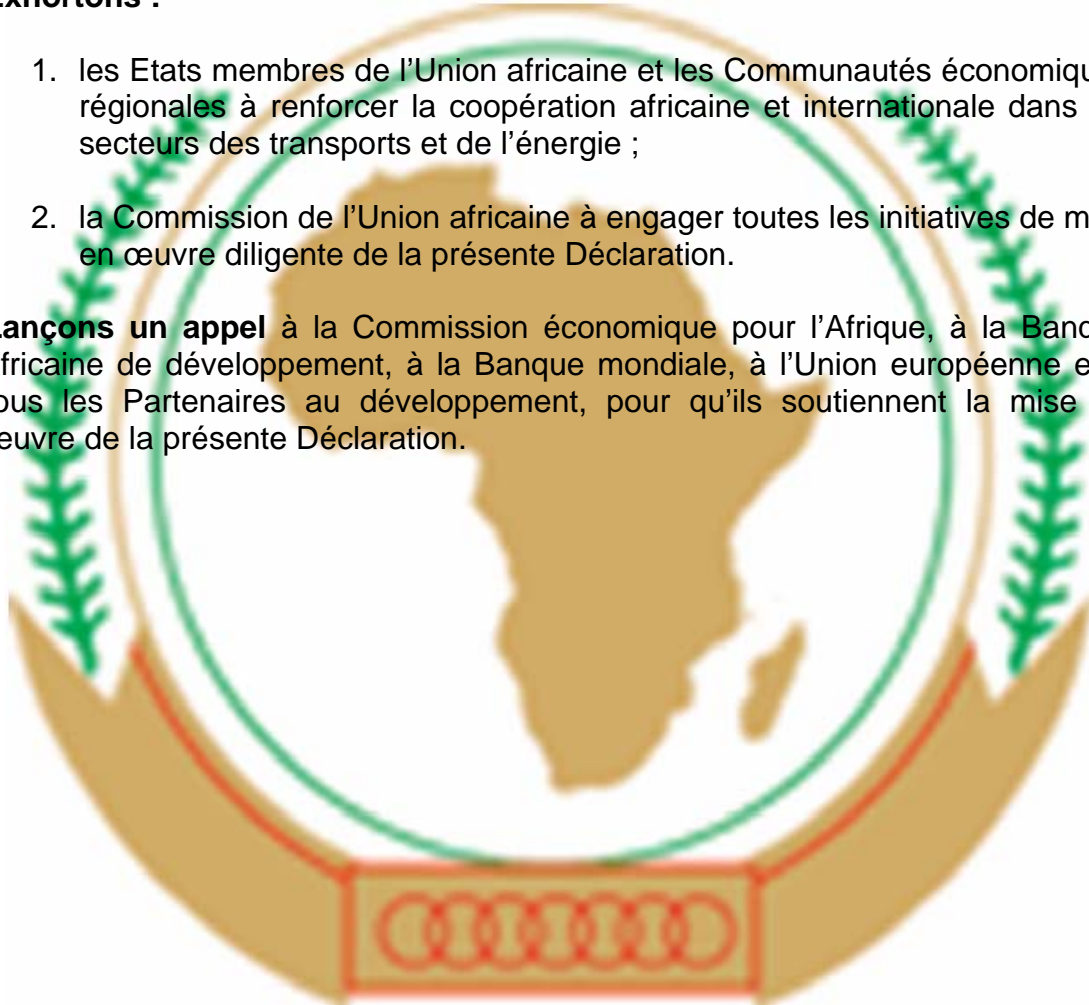 Exhortons :
1. les Etats membres de l’Union africaine et les Communautés économiqu
régionales à renforcer la coopération africaine et internationale dans
secteurs des transports et de l’énergie ;
2. la Commission de l’Union africaine à engager toutes les initiatives de m
en œuvre diligente de la présente Déclaration.
Lançons un appel à la Commission économique pour l’Afrique, à la Banq
fricaine de développement, à la Banque mondiale, à l’Union européenne e
ous les Partenaires au développement, pour qu’ils soutiennent la mise
œuvre de la présente Déclaration.